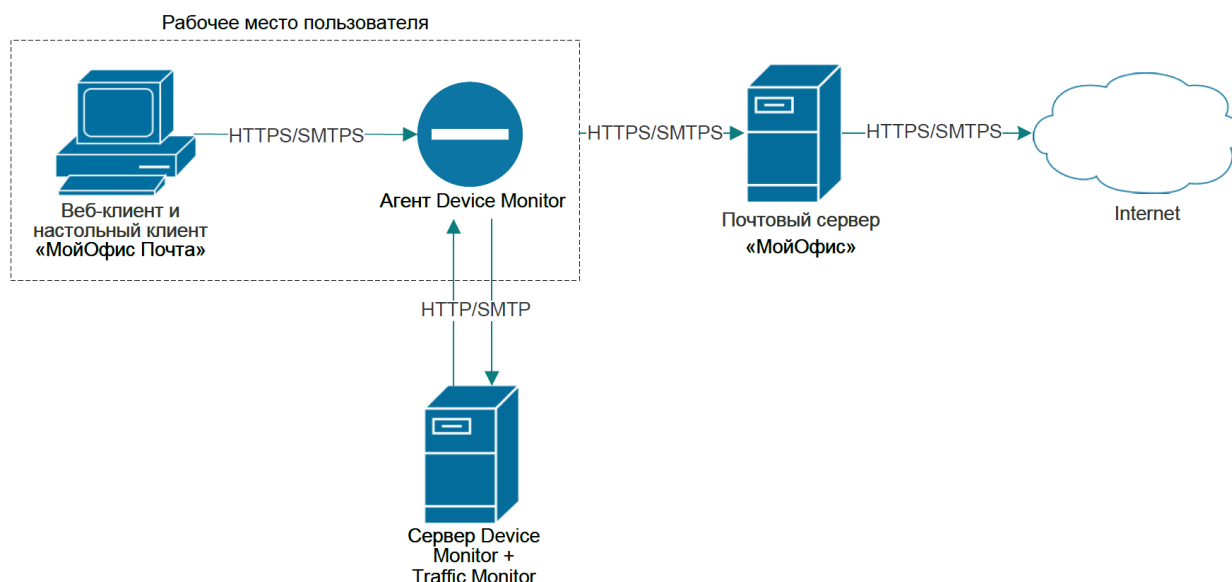 Рабочее место пользователя
HTTPS/SMTPS
HTTPS/SMTPS
HTTPS/SMTPS
Веб-клиент и
настольный клиент
«МойОфис Почта»
Агент Device Monitor
Почтовый сервер
«МойОфис»
Internet
HTTP/SMTP
Сервер Device
Monitor +
Traffic Monitor